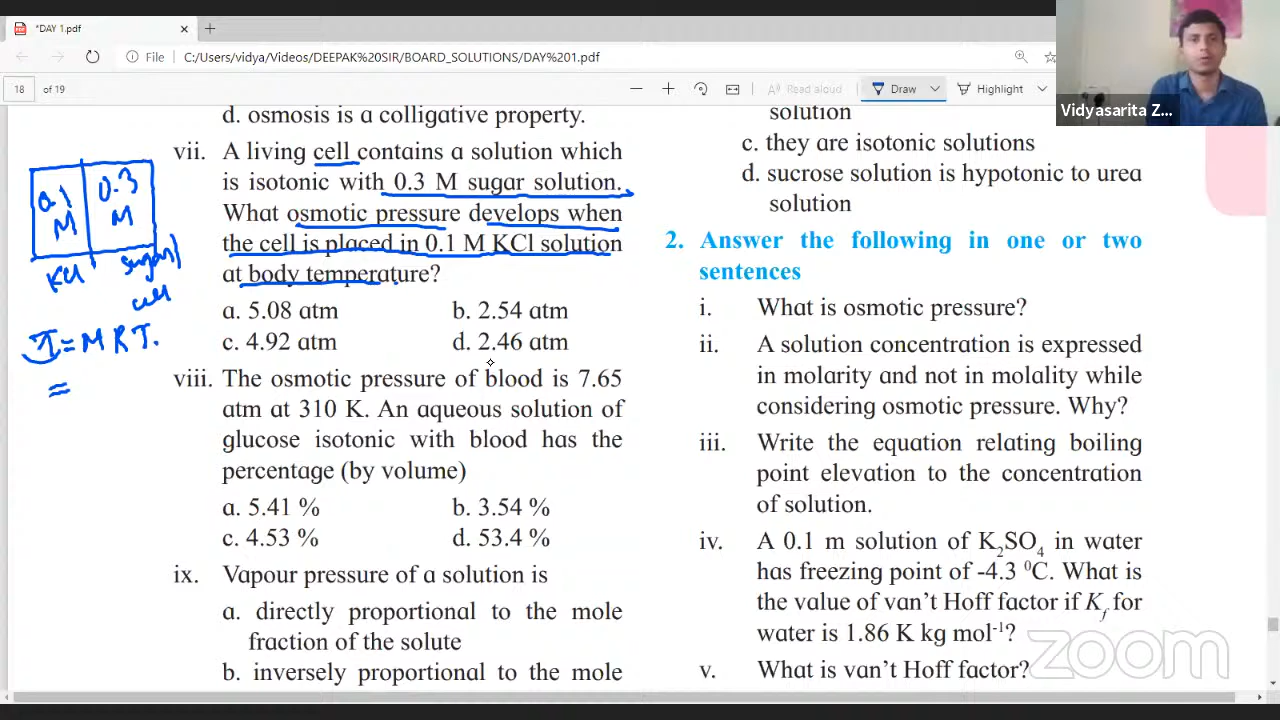 *DAY 1.pdf
File C:/Users/vidya/Videos/DEEPAK%20SIR/BOARD_SOLUTIONS/DAY%201.pdf
18 of 19 Read aloud Draw Highlight
Vidyasarita Z...
d. osmosis is a colligative property.
vii. A living cell contains a solution which
is isotonic with 0.3 M sugar solution.
What osmotic pressure develops when
the cell is placed in 0.1 M KCl solution
at body temperature?
a. 5.08 atm b. 2.54 atm
c. 4.92 atm d. 2.46 atm
viii. The osmotic pressure of blood is 7.65
atm at 310 K. An aqueous solution of
glucose isotonic with blood has the
percentage (by volume)
a. 5.41 % b. 3.54 %
c. 4.53 % d. 53.4 %
ix. Vapour pressure of a solution is
a. directly proportional to the mole
fraction of the solute
b. inversely proportional to the mole
0.1 M
0.3 M
KCl
sugar/
cell
π = M R T.
=
solution
c. they are isotonic solutions
d. sucrose solution is hypotonic to urea
solution
2. Answer the following in one or two
sentences
i. What is osmotic pressure?
ii. A solution concentration is expressed
in molarity and not in molality while
considering osmotic pressure. Why?
iii. Write the equation relating boiling
point elevation to the concentration
of solution.
iv. A 0.1 m solution of K₂SO₄ in water
has freezing point of -4.3 ⁰C. What is
the value of van't Hoff factor if K_f for
water is 1.86 K kg mol⁻¹?
v. What is van't Hoff factor?
zoom